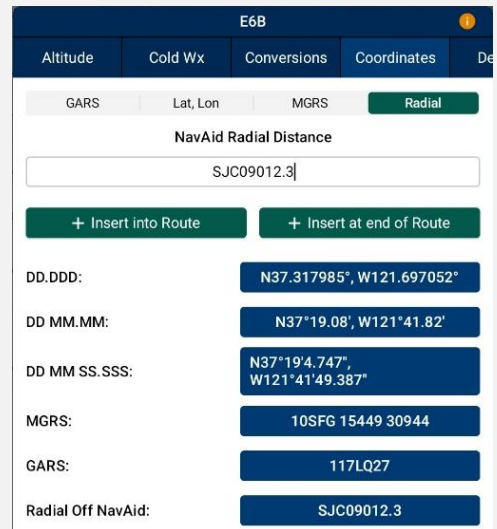 E6B
Altitude Cold Wx Conversions Coordinates De
GARS Lat, Lon MGRS Radial
NavAid Radial Distance
SJC09012.3
+ Insert into Route + Insert at end of Route
DD.DDD: N37.317985°, W121.697052°
DD MM.MM: N37°19.08', W121°41.82'
DD MM SS.SSS: N37°19'4.747",
W121°41'49.387"
MGRS: 10SFG 15449 30944
GARS: 117LQ27
Radial Off NavAid: SJC09012.3